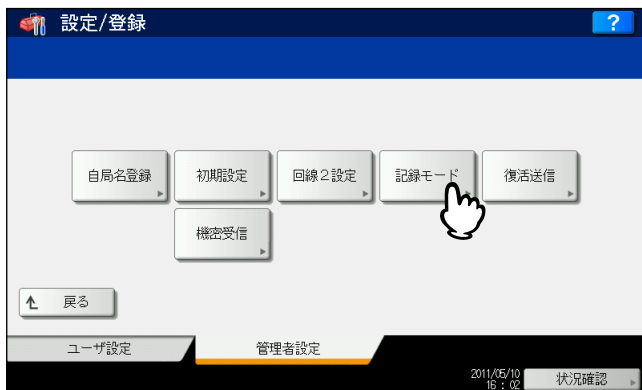 設定/登録
?
自局名登録
初期設定
回線２設定
記録モード
復活送信
機密受信
戻る
ユーザ設定
管理者設定
2011/05/10
16 : 02
状況確認